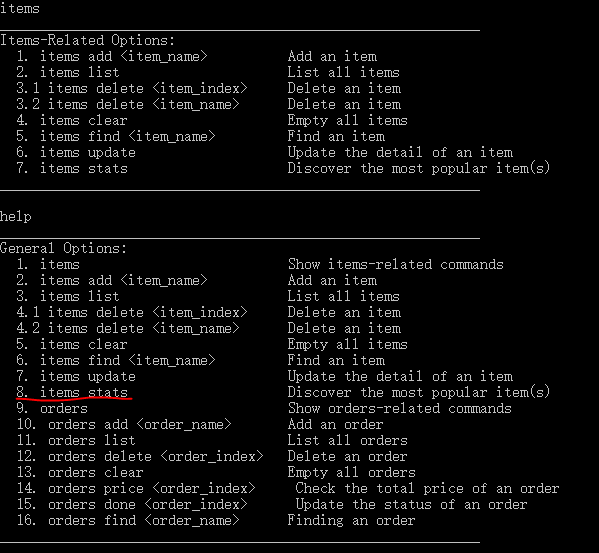 items
Items-Related Options:
1. items add <item_name> Add an item
2. items list List all items
3.1 items delete <item_index> Delete an item
3.2 items delete <item_name> Delete an item
4. items clear Empty all items
5. items find <item_name> Find an item
6. items update Update the detail of an item
7. items stats Discover the most popular item(s)
help
General Options:
1. items Show items-related commands
2. items add <item_name> Add an item
3. items list List all items
4.1 items delete <item_index> Delete an item
4.2 items delete <item_name> Delete an item
5. items clear Empty all items
6. items find <item_name> Find an item
7. items update Update the detail of an item
8. items stats Discover the most popular item(s)
9. orders Show orders-related commands
10. orders add <order_name> Add an order
11. orders list List all orders
12. orders delete <order_index> Delete an order
13. orders clear Empty all orders
14. orders price <order_index> Check the total price of an order
15. orders done <order_index> Update the status of an order
16. orders find <order_name> Finding an order